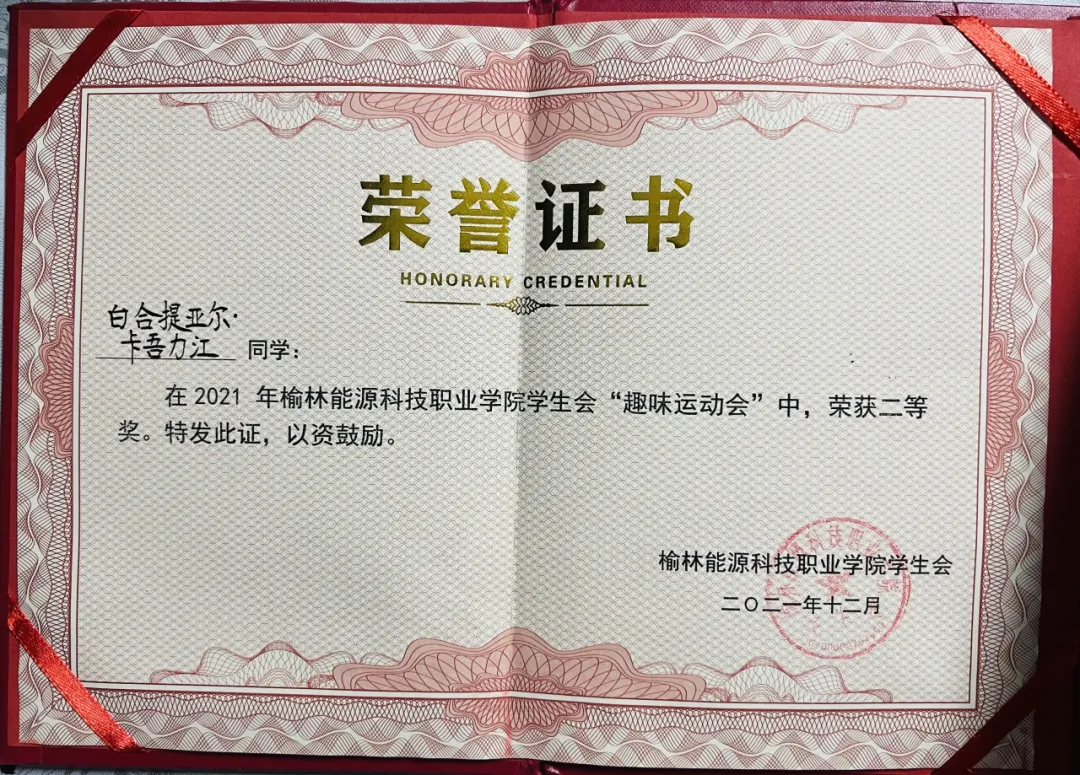 荣誉证书
HONORARY CREDENTIAL
白合提亚尔·
卡吾力江 同学：
在 2021 年榆林能源科技职业学院学生会“趣味运动会”中，荣获二等
奖。特发此证，以资鼓励。
榆林能源科技职业学院学生会
二〇二一年十二月